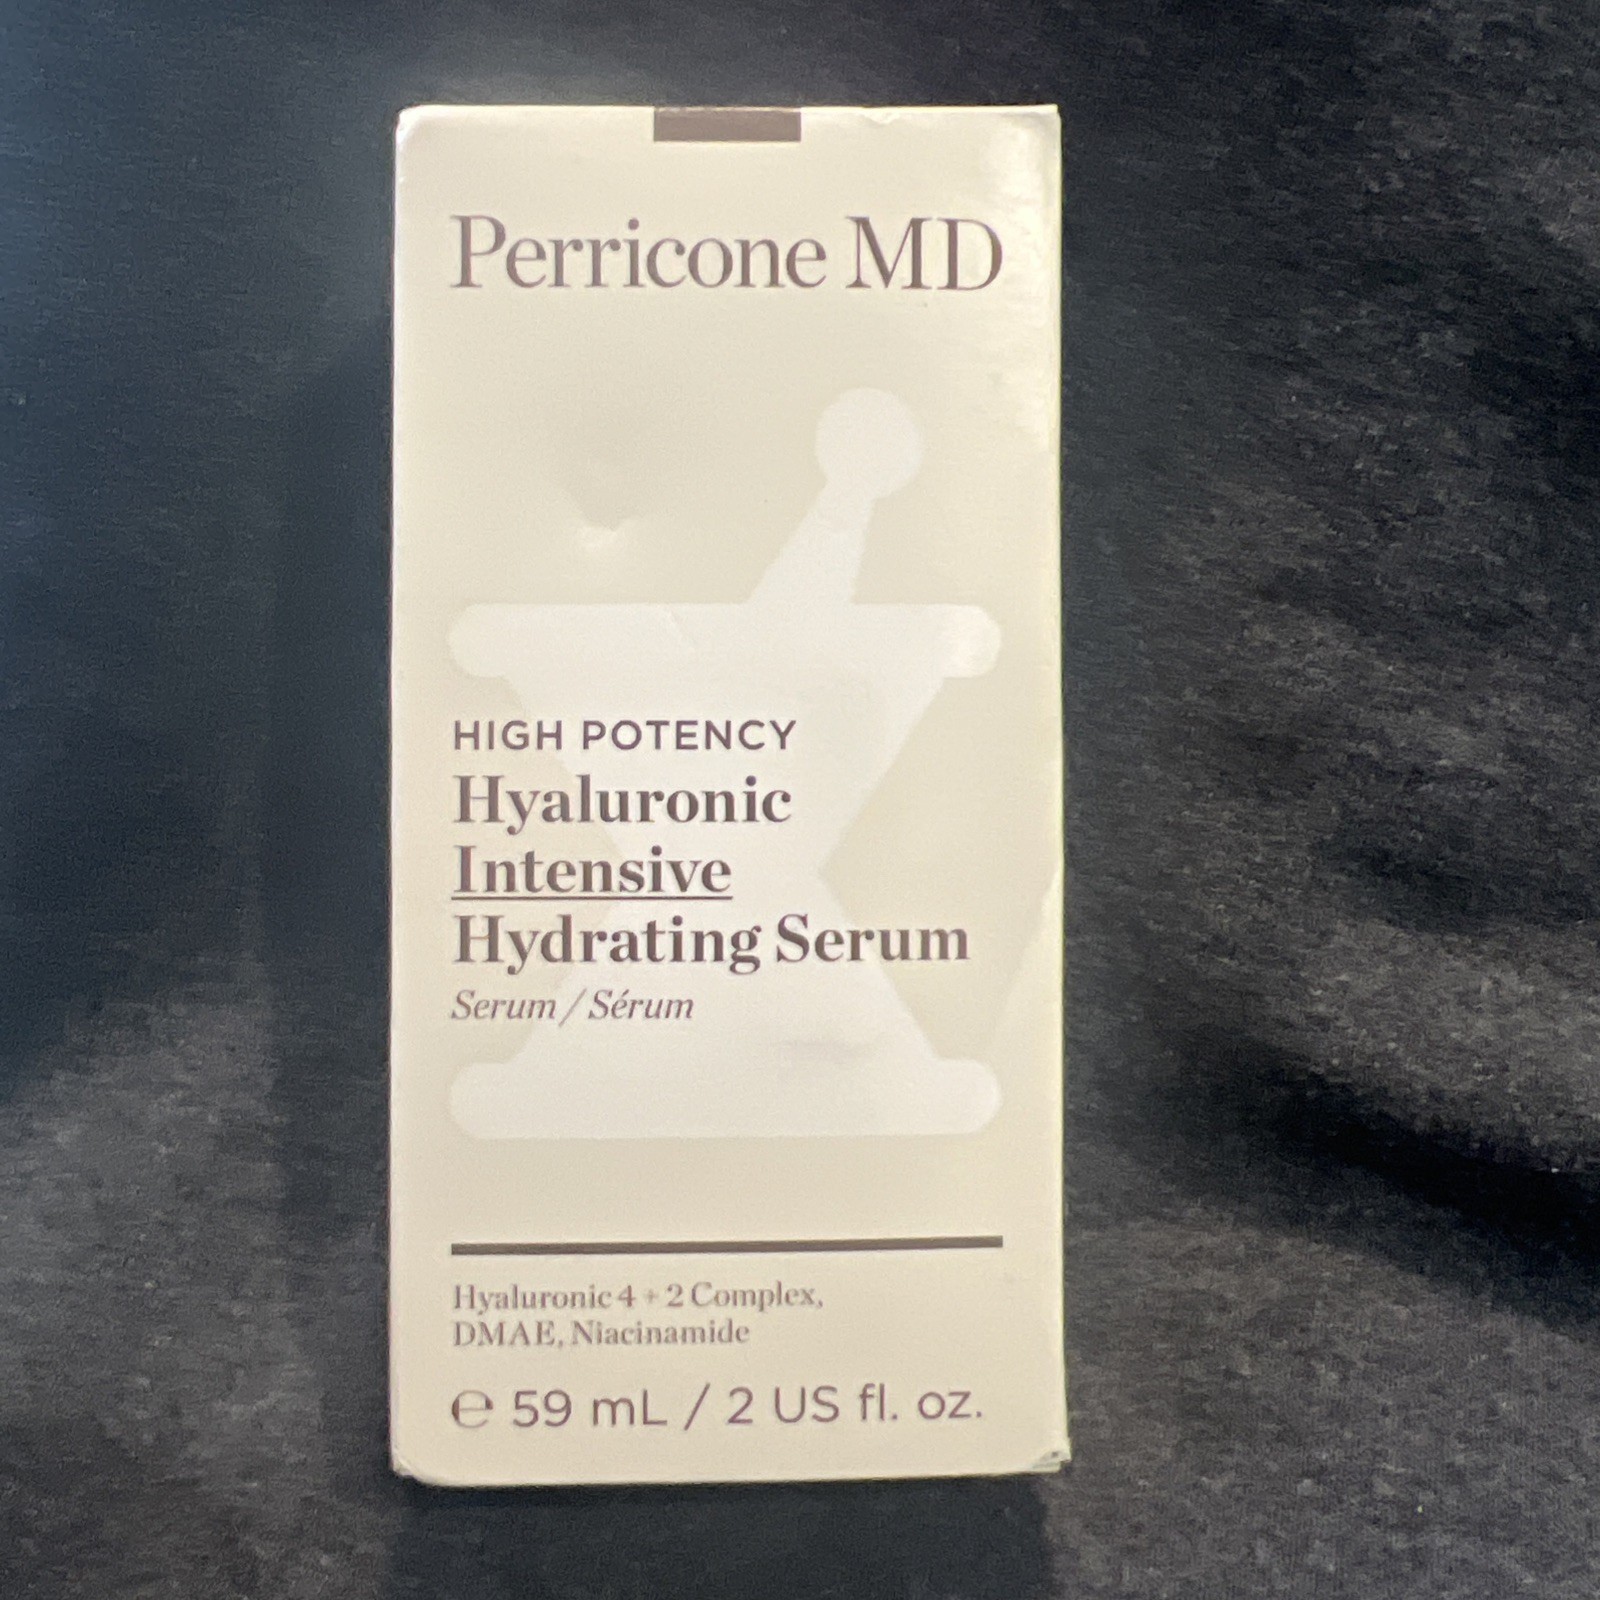 Perricone MD
HIGH POTENCY
Hyaluronic
Intensive
Hydrating Serum
Serum / Sérum
Hyaluronic 4 + 2 Complex,
DMAE, Niacinamide
℮ 59 mL / 2 US fl. oz.